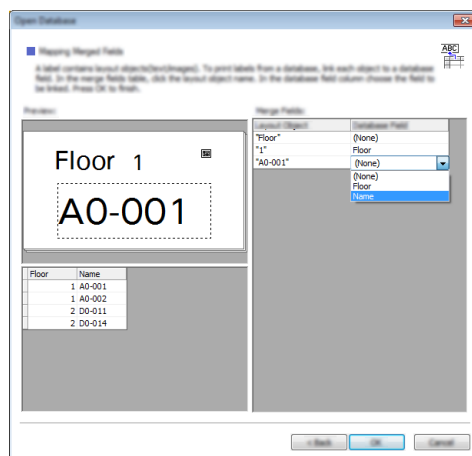 Open Database
Mapping Merged Fields
A label contains layout objects(text/images). To print labels from a database, link each object to a database
field. In the merge fields table, click the layout object name. In the database field column choose the field to
be linked. Press OK to finish.
ABC
Preview:
Floor 1
A0-001
Merge Fields:
Layout Object Database Field
"Floor" (None)
"1" Floor
"A0-001" (None)
(None)
Floor
Name
Floor Name
1 A0-001
1 A0-002
2 D0-011
2 D0-014
< Back OK Cancel